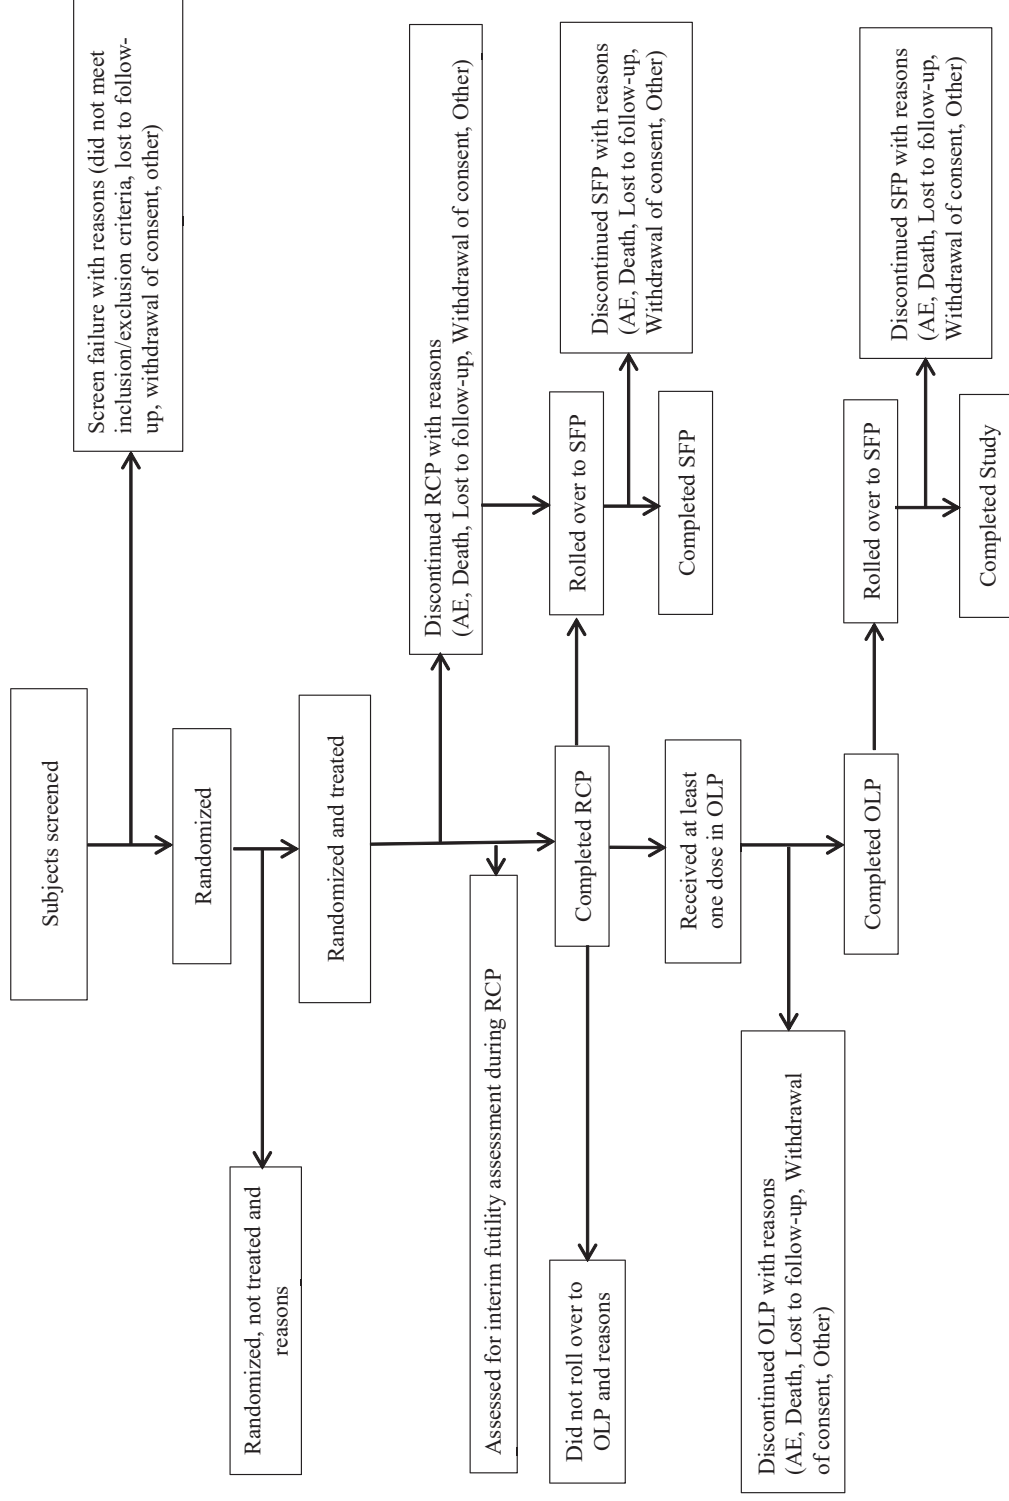 Subjects screened
Screen failure with reasons (did not meet
inclusion/exclusion criteria, lost to follow-
up, withdrawal of consent, other)
Randomized
Randomized, not treated and
reasons
Randomized and treated
Discontinued RCP with reasons
(AE, Death, Lost to follow-up, Withdrawal of consent, Other)
Assessed for interim futility assessment during RCP
Completed RCP
Rolled over to SFP
Discontinued SFP with reasons
(AE, Death, Lost to follow-up,
Withdrawal of consent, Other)
Completed SFP
Did not roll over to
OLP and reasons
Received at least
one dose in OLP
Discontinued OLP with reasons
(AE, Death, Lost to follow-up, Withdrawal
of consent, Other)
Completed OLP
Rolled over to SFP
Discontinued SFP with reasons
(AE, Death, Lost to follow-up,
Withdrawal of consent, Other)
Completed Study